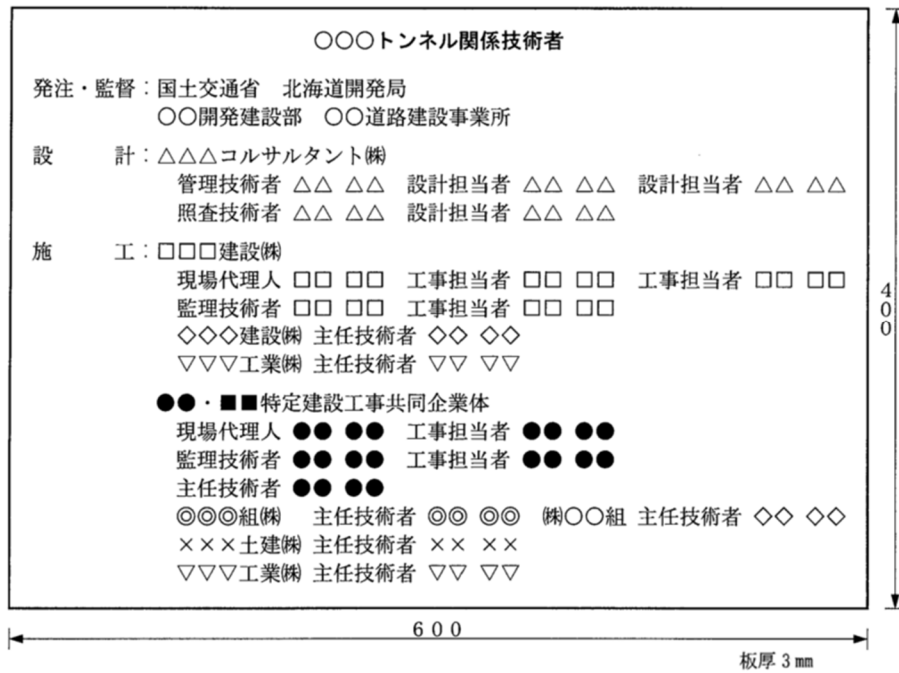 ○○○トンネル関係技術者
発注・監督：国土交通省　北海道開発局
○○開発建設部　○○道路建設事業所
設　　計：△△△コルサルタント㈱
管理技術者 △△ △△　設計担当者 △△ △△　設計担当者 △△ △△
照査技術者 △△ △△　設計担当者 △△ △△
施　　工：□□□建設㈱
現場代理人 □□ □□　工事担当者 □□ □□　工事担当者 □□ □□
監理技術者 □□ □□　工事担当者 □□ □□
◇◇◇建設㈱ 主任技術者 ◇◇ ◇◇
▽▽▽工業㈱ 主任技術者 ▽▽ ▽▽
●●・■■特定建設工事共同企業体
現場代理人 ●● ●●　工事担当者 ●● ●●
監理技術者 ●● ●●　工事担当者 ●● ●●
主任技術者 ●● ●●
◎◎◎組㈱　主任技術者 ◎◎ ◎◎　㈱○○組 主任技術者 ◇◇ ◇◇
×××土建㈱ 主任技術者 ×× ××
▽▽▽工業㈱ 主任技術者 ▽▽ ▽▽
400
600
板厚3㎜